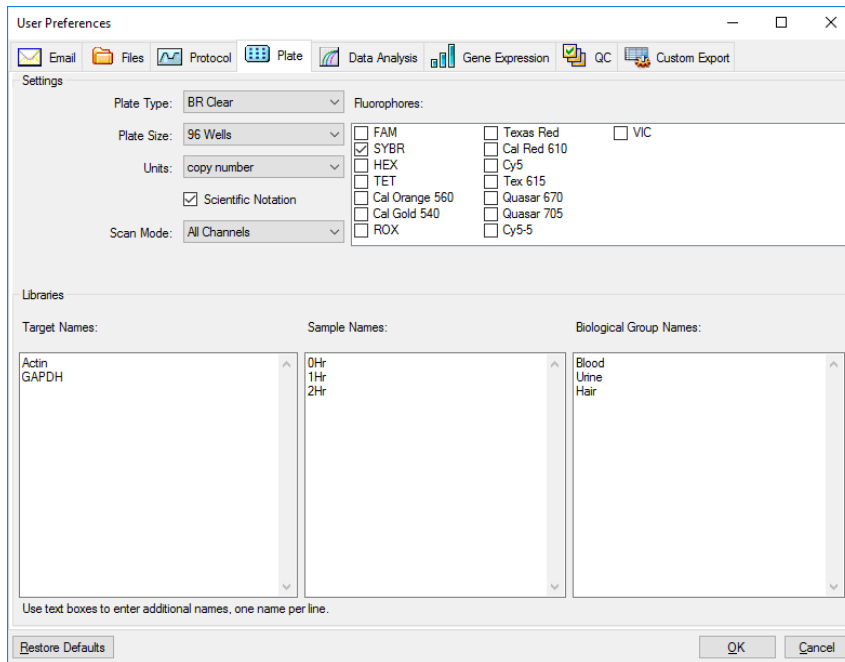 User Preferences
Email Files Protocol Plate Data Analysis Gene Expression QC Custom Export
Settings
Plate Type: BR Clear
Plate Size: 96 Wells
Units: copy number
Scientific Notation
Scan Mode: All Channels
Fluorophores:
FAM Texas Red VIC
SYBR Cal Red 610
HEX Cy5
TET Tex 615
Cal Orange 560 Quasar 670
Cal Gold 540 Quasar 705
ROX Cy5-5
Libraries
Target Names: Sample Names: Biological Group Names:
Actin 0Hr Blood
GAPDH 1Hr Urine
2Hr Hair
Use text boxes to enter additional names, one name per line.
Restore Defaults OK Cancel